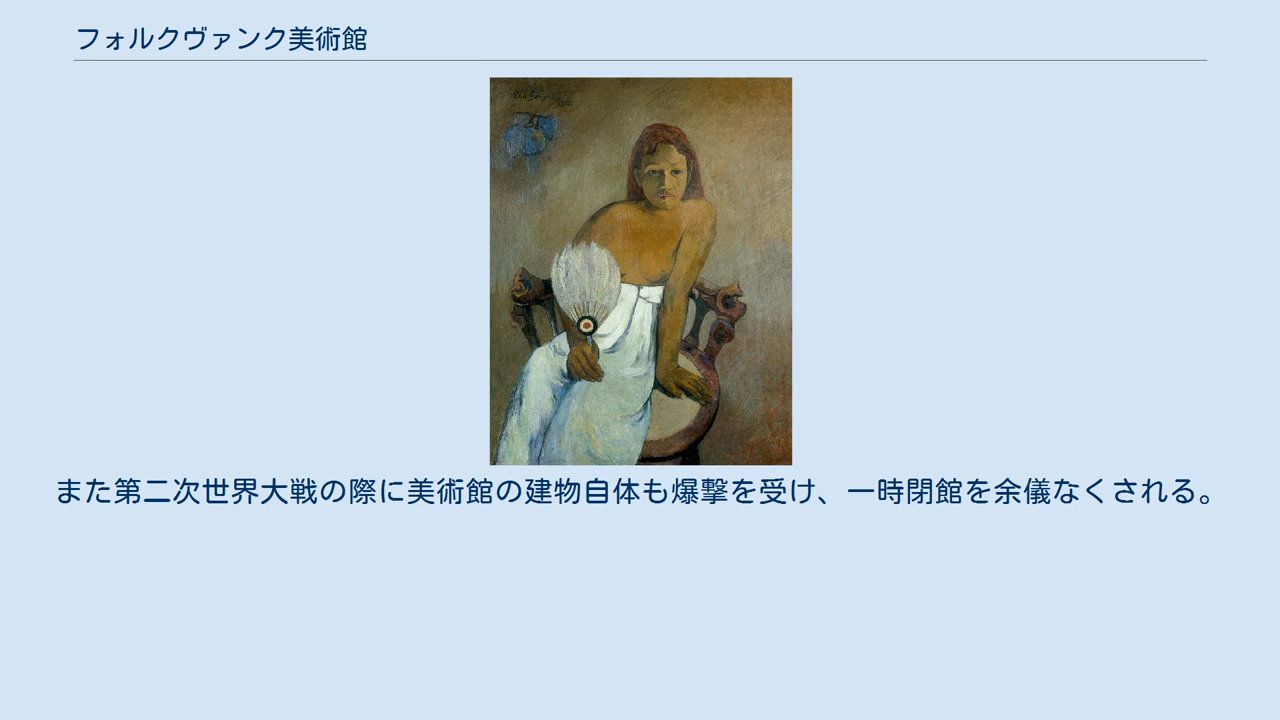 フォルクヴァンク美術館
また第二次世界大戦の際に美術館の建物自体も爆撃を受け、一時閉館を余儀なくされる。